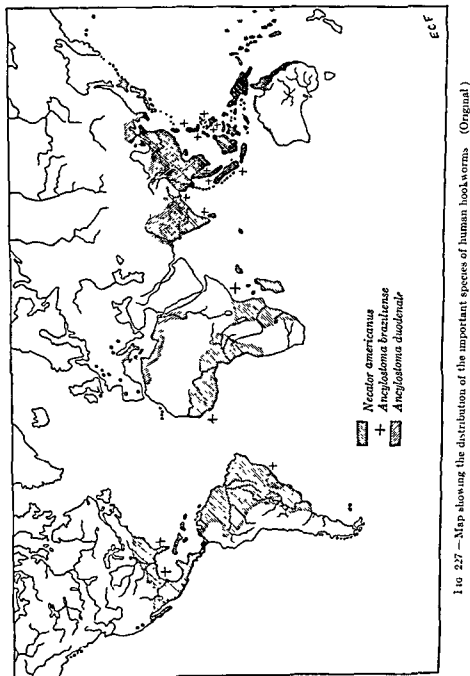 Necator americanus
+ Ancylostoma braziliense
Ancylostoma duodenale
ECF
FIG 227 — Map showing the distribution of the important species of human hookworms (Original)